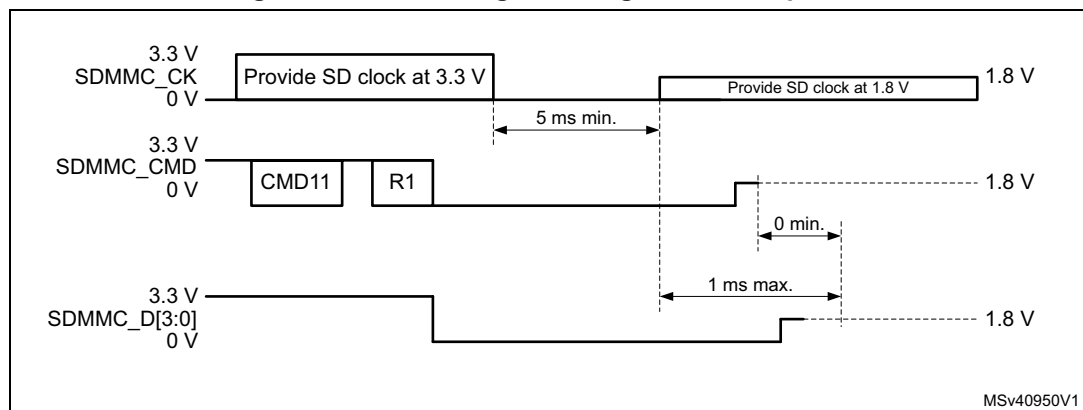 3.3 V
SDMMC_CK
0 V
Provide SD clock at 3.3 V
Provide SD clock at 1.8 V
1.8 V
5 ms min.
3.3 V
SDMMC_CMD
0 V
CMD11
R1
1.8 V
0 min.
1 ms max.
3.3 V
SDMMC_D[3:0]
0 V
1.8 V
MSv40950V1